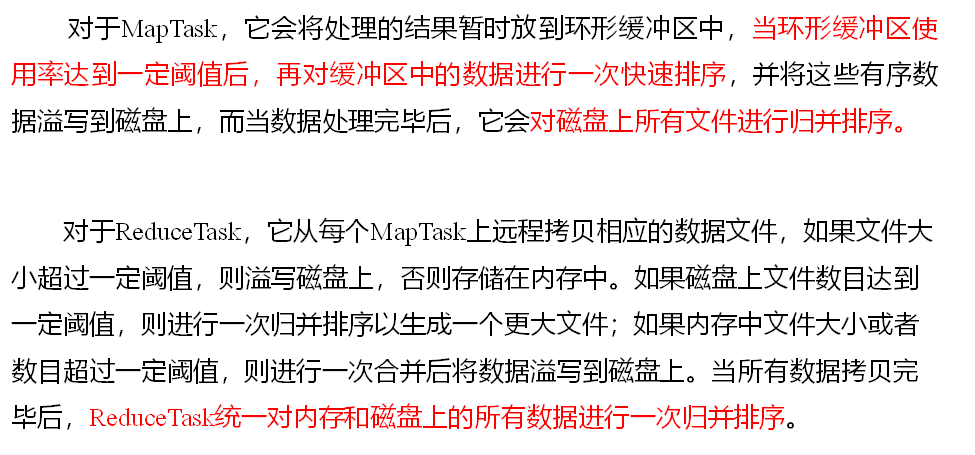 对于MapTask，它会将处理的结果暂时放到环形缓冲区中，当环形缓冲区使
用率达到一定阈值后，再对缓冲区中的数据进行一次快速排序，并将这些有序数
据溢写到磁盘上，而当数据处理完毕后，它会对磁盘上所有文件进行归并排序。
对于ReduceTask，它从每个MapTask上远程拷贝相应的数据文件，如果文件大
小超过一定阈值，则溢写磁盘上，否则存储在内存中。如果磁盘上文件数目达到
一定阈值，则进行一次归并排序以生成一个更大文件；如果内存中文件大小或者
数目超过一定阈值，则进行一次合并后将数据溢写到磁盘上。当所有数据拷贝完
毕后，ReduceTask统一对内存和磁盘上的所有数据进行一次归并排序。